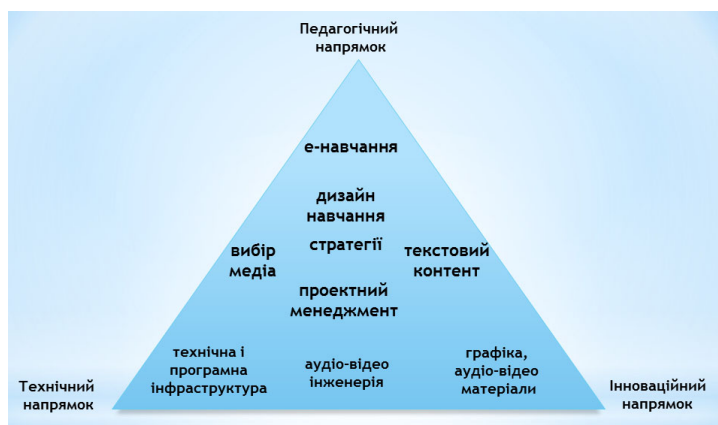 Педагогічний
напрямок
е-навчання
дизайн
навчання
стратегії
вибір
медіа
текстовий
контент
проектний
менеджмент
технічна і
програмна
інфраструктура
аудіо-відео
інженерія
графіка,
аудіо-відео
матеріали
Технічний
напрямок
Інноваційний
напрямок